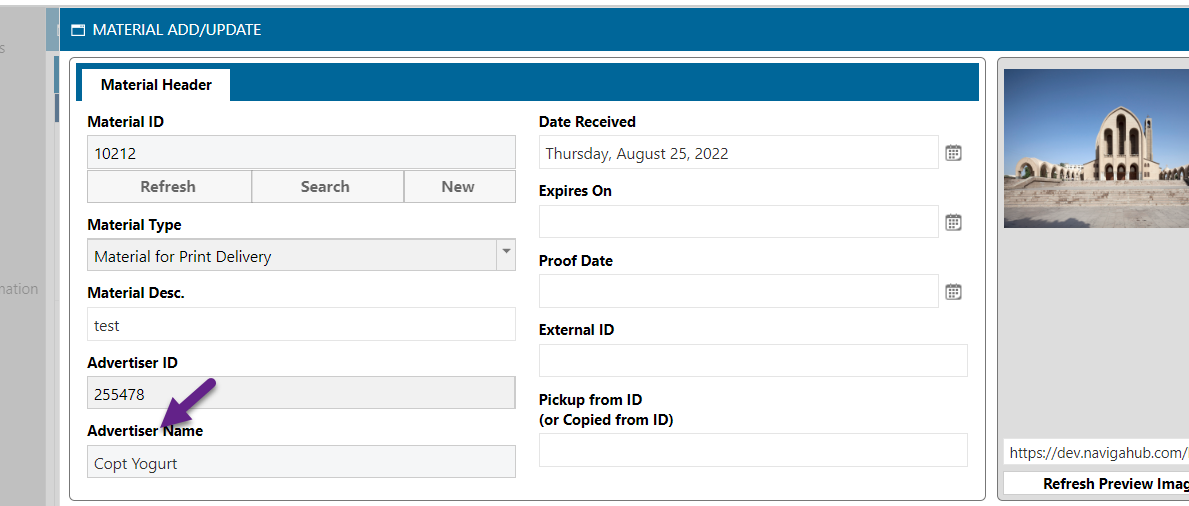 s
MATERIAL ADD/UPDATE
Material Header
Material ID
10212
Refresh Search New
Material Type
Material for Print Delivery
Material Desc.
test
Advertiser ID
255478
Advertiser Name
Copt Yogurt
Date Received
Thursday, August 25, 2022
Expires On
Proof Date
External ID
Pickup from ID
(or Copied from ID)
nation
https://dev.navigahub.com/
Refresh Preview Imag